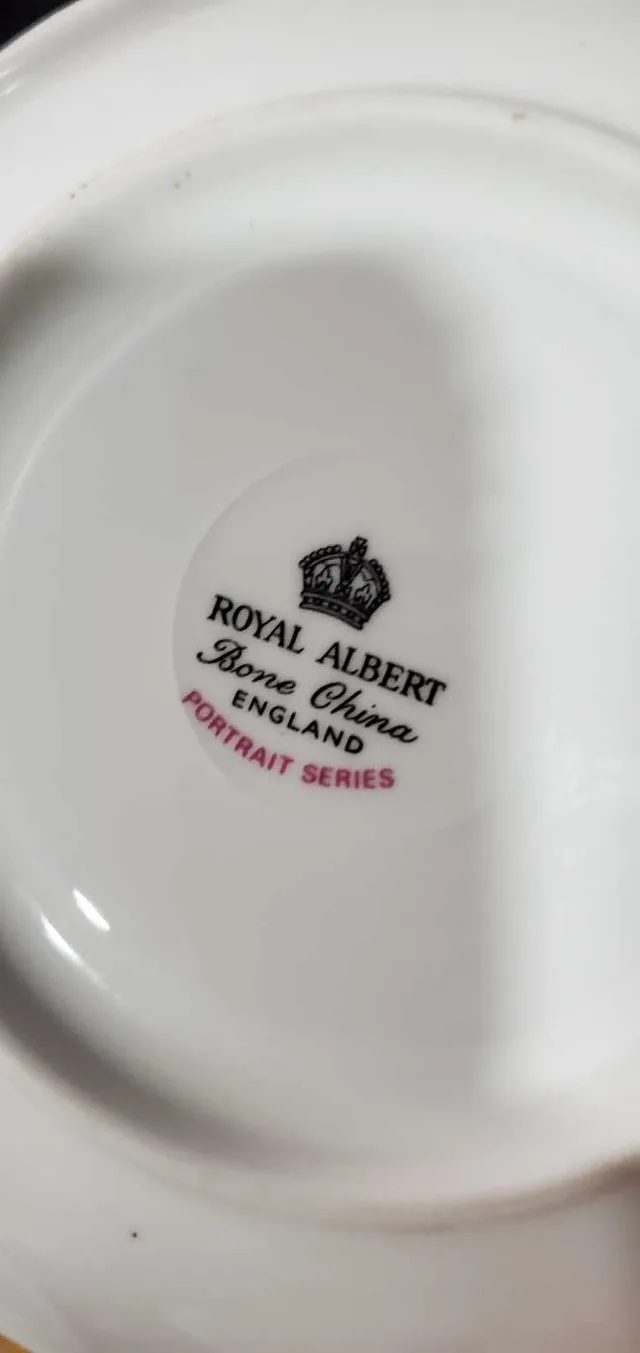 ROYAL ALBERT
Bone China
ENGLAND
PORTRAIT SERIES